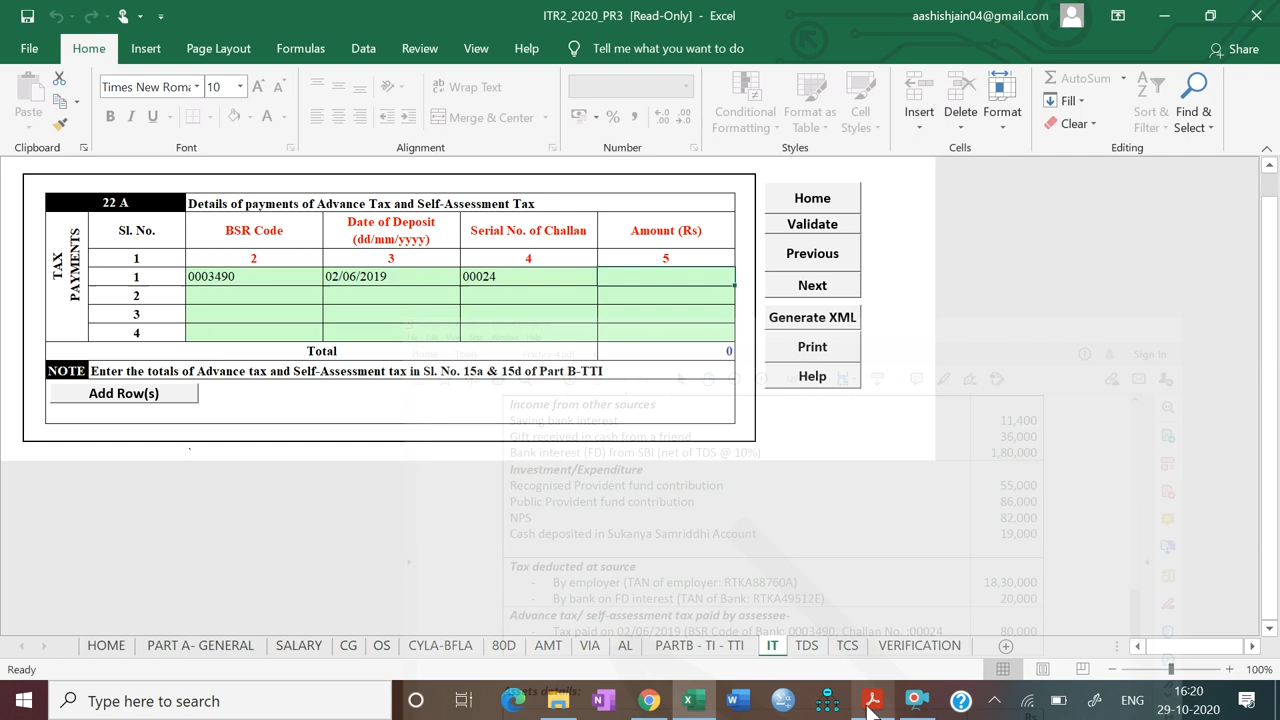 ITR2_2020_PR3 [Read-Only] - Excel
aashishjain04@gmail.com
File Home Insert Page Layout Formulas Data Review View Help Tell me what you want to do Share
Paste
Times New Roma 10
B I U
Wrap Text
Merge & Center
Conditional Formatting
Format as Table
Cell Styles
Insert Delete Format
AutoSum
Fill
Clear
Sort & Filter
Find & Select
Clipboard Font Alignment Number Styles Cells Editing
22 A Details of payments of Advance Tax and Self-Assessment Tax
TAX PAYMENTS
Sl. No. BSR Code Date of Deposit (dd/mm/yyyy) Serial No. of Challan Amount (Rs)
1 2 3 4 5
1 0003490 02/06/2019 00024
2
3
4
Total 0
NOTE Enter the totals of Advance tax and Self-Assessment tax in Sl. No. 15a & 15d of Part B-TTI
Add Row(s)
Home
Validate
Previous
Next
Generate XML
Print
Help
Sign In
Income from other sources
Saving bank interest 11,400
Gift received in cash from a friend 36,000
Bank interest (FD) from SBI (net of TDS @ 10%) 1,80,000
Investment/Expenditure
Recognised Provident fund contribution 55,000
Public Provident fund contribution 86,000
NPS 82,000
Cash deposited in Sukanya Samriddhi Account 19,000
Tax deducted at source
- By employer (TAN of employer: RTKA88760A) 18,30,000
- By bank on FD interest (TAN of Bank: RTKA49512E) 20,000
Advance tax/ self-assessment tax paid by assessee-
- Tax paid on 02/06/2019 (BSR Code of Bank: 0003490, Challan No. :00024 80,000
HOME PART A- GENERAL SALARY CG OS CYLA-BFLA 80D AMT VIA AL PARTB - TI - TTI IT TDS TCS VERIFICATION
Ready 100%
Assets details:
Type here to search
ENG
16:20
29-10-2020